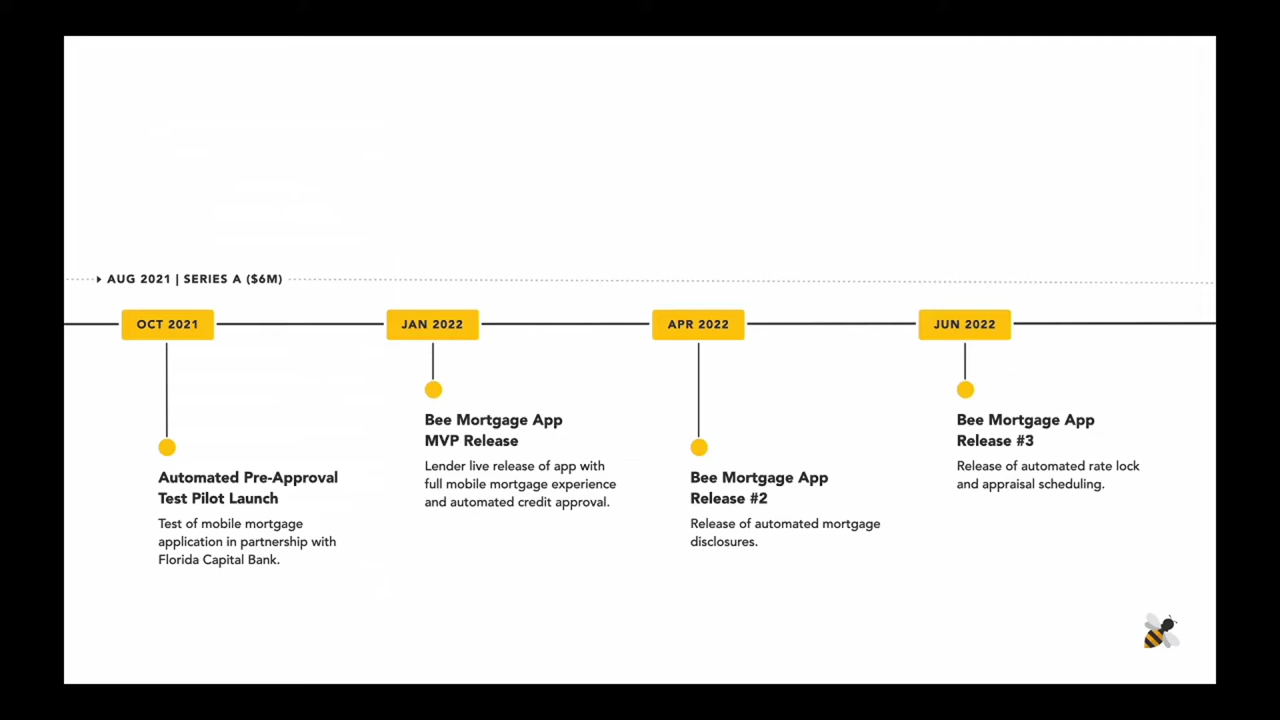 AUG 2021 | SERIES A ($6M)
OCT 2021
JAN 2022
APR 2022
JUN 2022
Automated Pre-Approval
Test Pilot Launch
Test of mobile mortgage
application in partnership with
Florida Capital Bank.
Bee Mortgage App
MVP Release
Lender live release of app with
full mobile mortgage experience
and automated credit approval.
Bee Mortgage App
Release #2
Release of automated mortgage
disclosures.
Bee Mortgage App
Release #3
Release of automated rate lock
and appraisal scheduling.